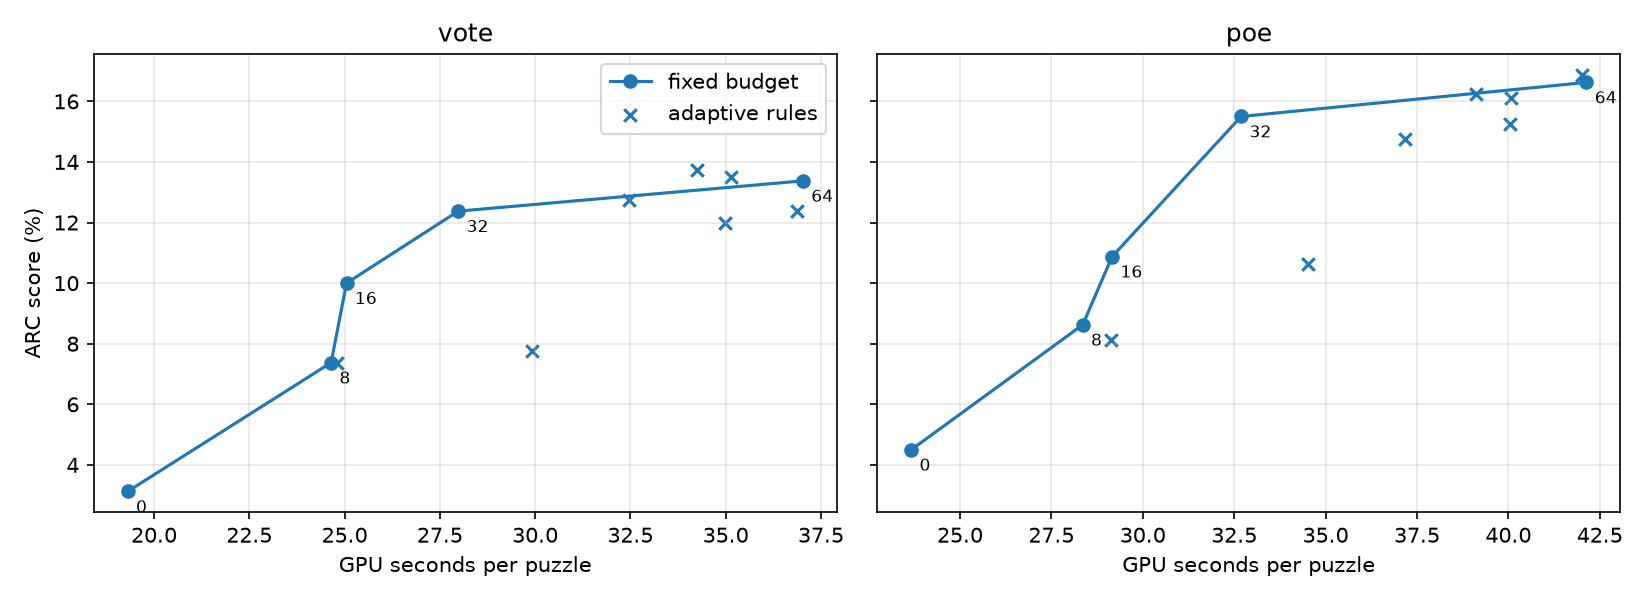 vote
fixed budget
adaptive rules
ARC score (%)
16
14
12
10
8
6
4
0
8
16
32
64
20.0 22.5 25.0 27.5 30.0 32.5 35.0 37.5
GPU seconds per puzzle
poe
0
8
16
32
64
25.0 27.5 30.0 32.5 35.0 37.5 40.0 42.5
GPU seconds per puzzle